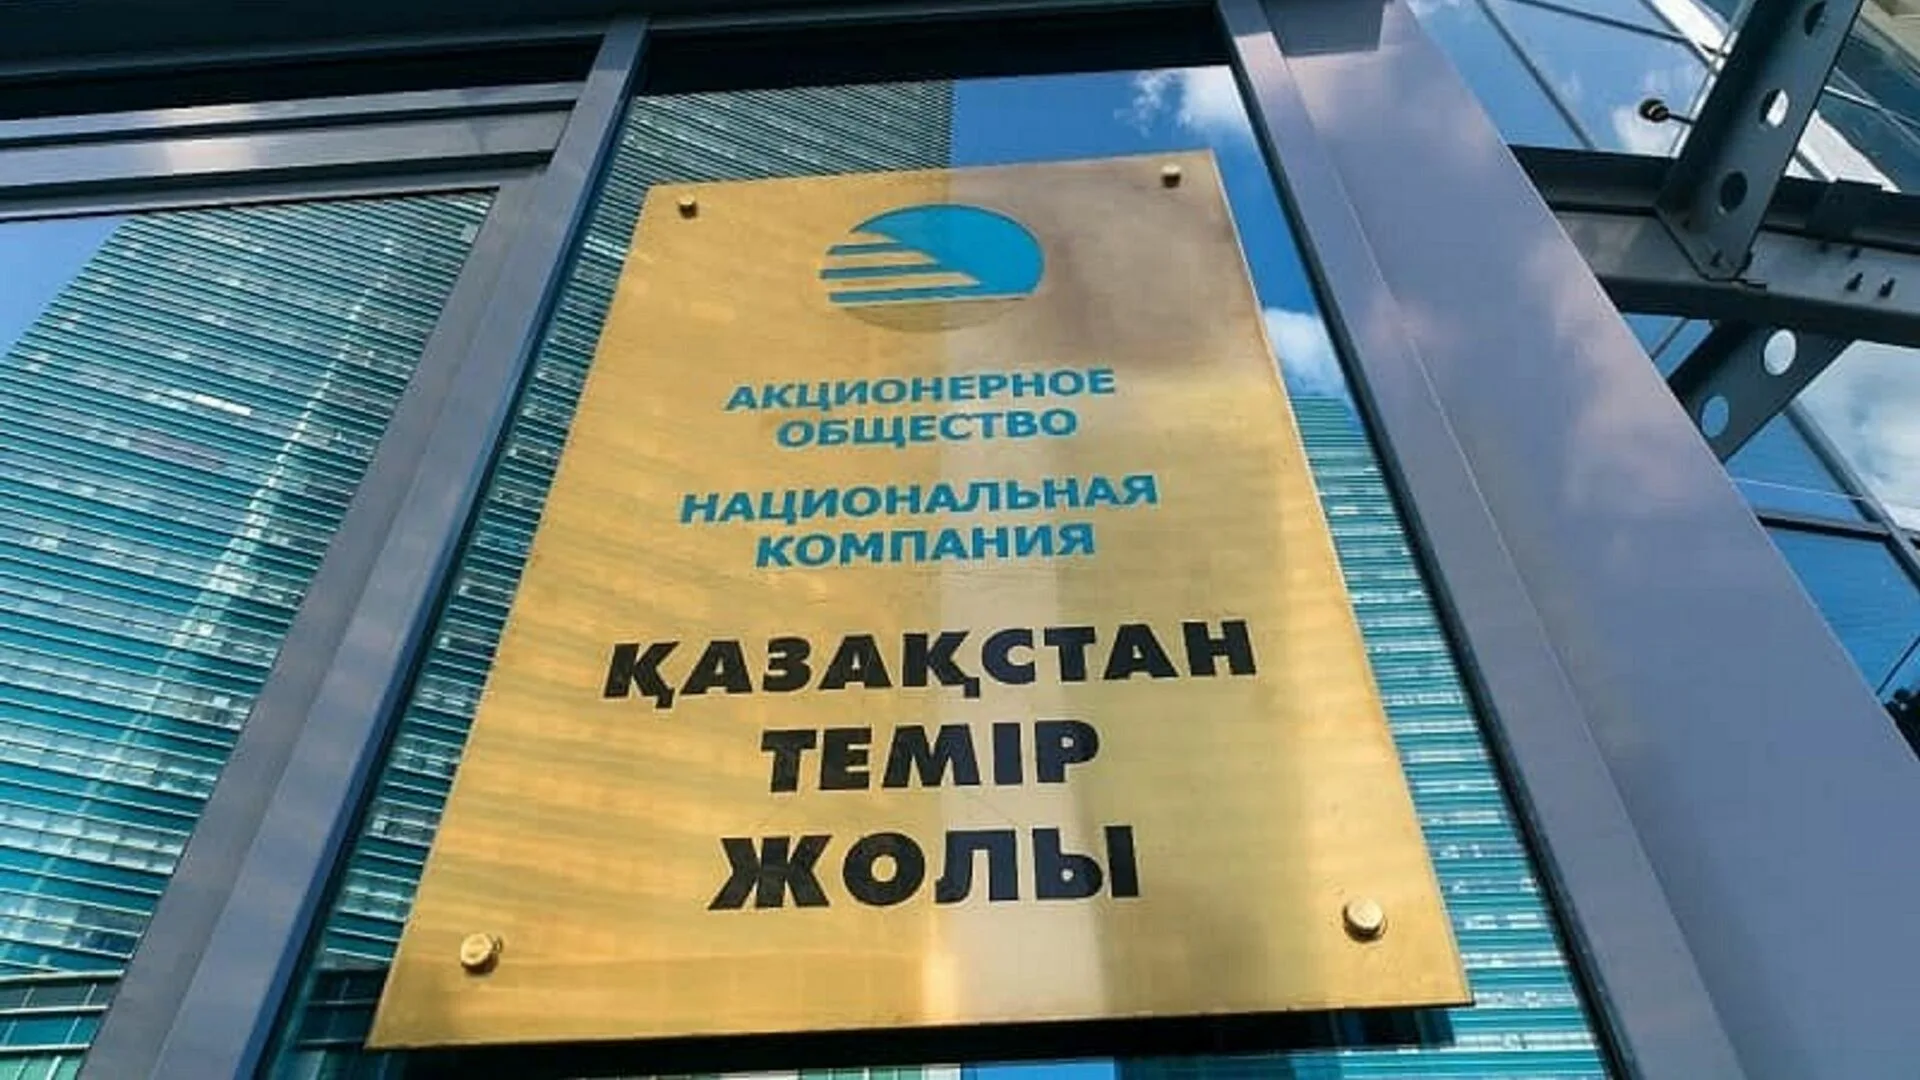 АКЦИОНЕРНОЕ
ОБЩЕСТВО
НАЦИОНАЛЬНАЯ
КОМПАНИЯ
ҚАЗАҚСТАН
ТЕМІР
ЖОЛЫ